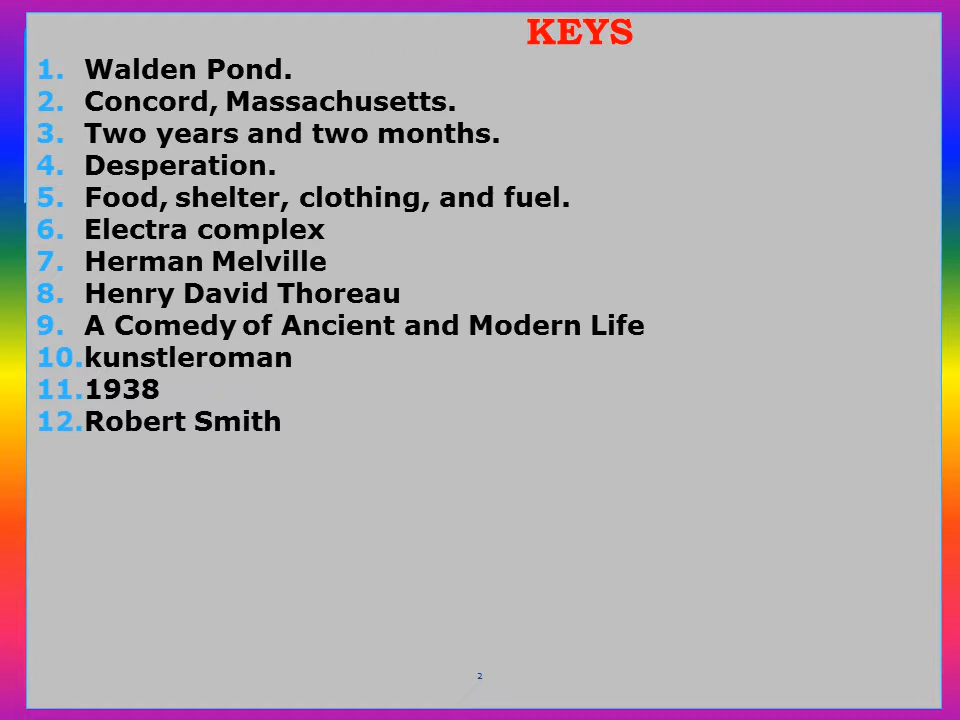 KEYS
1. Walden Pond.
2. Concord, Massachusetts.
3. Two years and two months.
4. Desperation.
5. Food, shelter, clothing, and fuel.
6. Electra complex
7. Herman Melville
8. Henry David Thoreau
9. A Comedy of Ancient and Modern Life
10. kunstleroman
11. 1938
12. Robert Smith
2